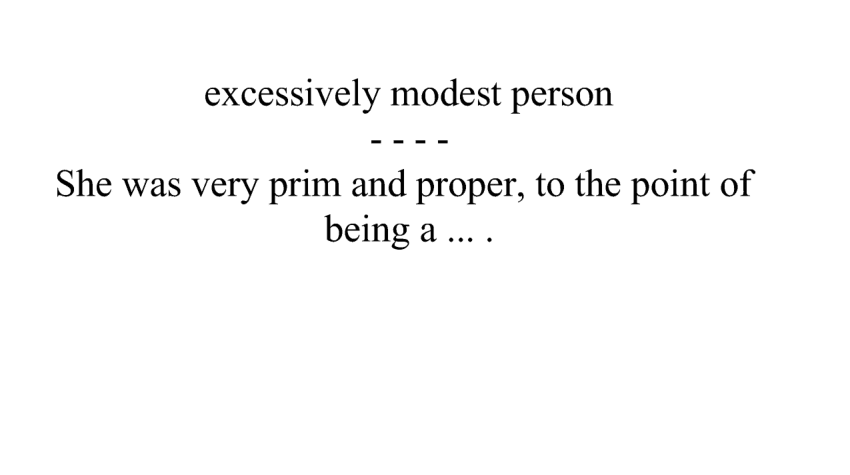 excessively modest person
- - - -
She was very prim and proper, to the point of
being a ... .